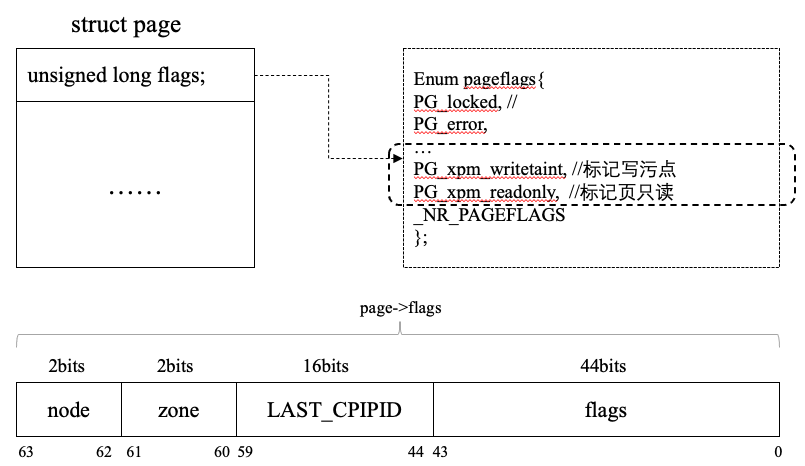 struct page
unsigned long flags;
……
Enum pageflags{
PG_locked, //
PG_error,
…
PG_xpm_writetaint, //标记写污点
PG_xpm_readonly,  //标记页只读
_NR_PAGEFLAGS
};
page->flags
2bits 2bits 16bits 44bits
node zone LAST_CPIPID flags
63 62 61 60 59 44 43 0